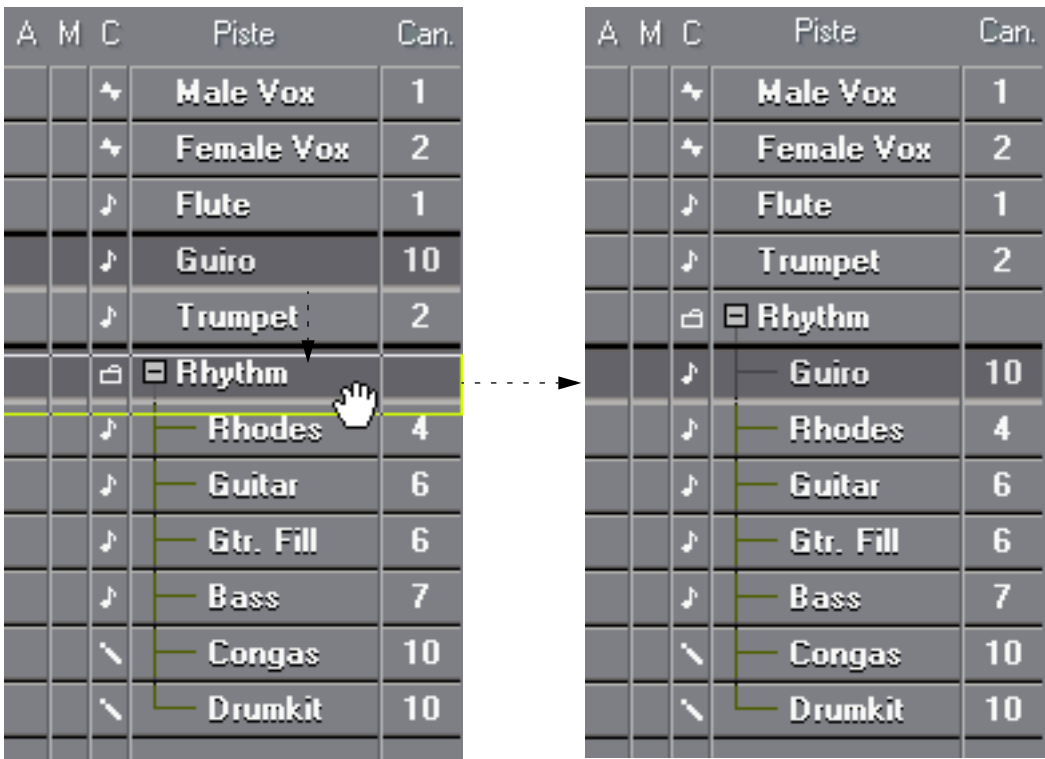 A M C Piste Can.
Male Vox 1
Female Vox 2
Flute 1
Guiro 10
Trumpet 2
Rhythm
Rhodes 4
Guitar 6
Gtr. Fill 6
Bass 7
Congas 10
Drumkit 10
A M C Piste Can.
Male Vox 1
Female Vox 2
Flute 1
Trumpet 2
Rhythm
Guiro 10
Rhodes 4
Guitar 6
Gtr. Fill 6
Bass 7
Congas 10
Drumkit 10